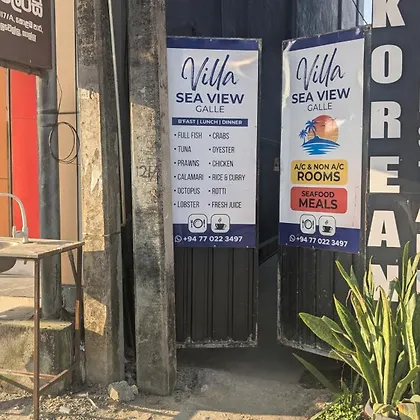 Villa
SEA VIEW
GALLE
B'FAST | LUNCH | DINNER
• FULL FISH
• TUNA
• PRAWNS
• CALAMARI
• OCTOPUS
• LOBSTER
• CRABS
• OYESTER
• CHICKEN
• RICE & CURRY
• ROTTI
• FRESH JUICE
+94 77 022 3497
Villa
SEA VIEW
GALLE
A/C & NON A/C
ROOMS
SEAFOOD
MEALS
+94 77 022 3497
KOREAN